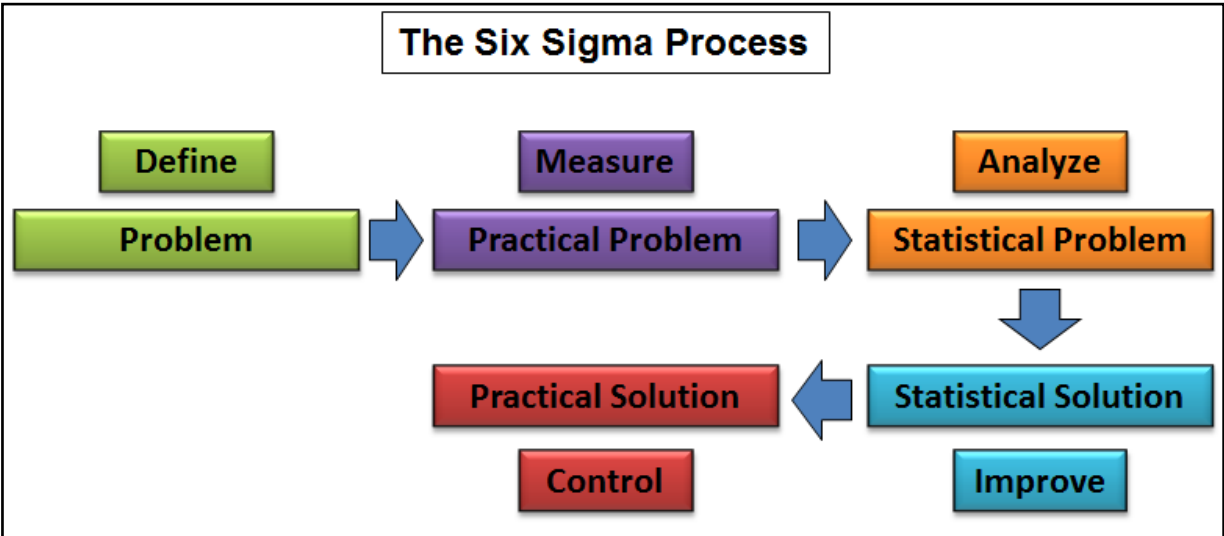 The Six Sigma Process
Define
Problem
Measure
Practical Problem
Analyze
Statistical Problem
Statistical Solution
Improve
Practical Solution
Control